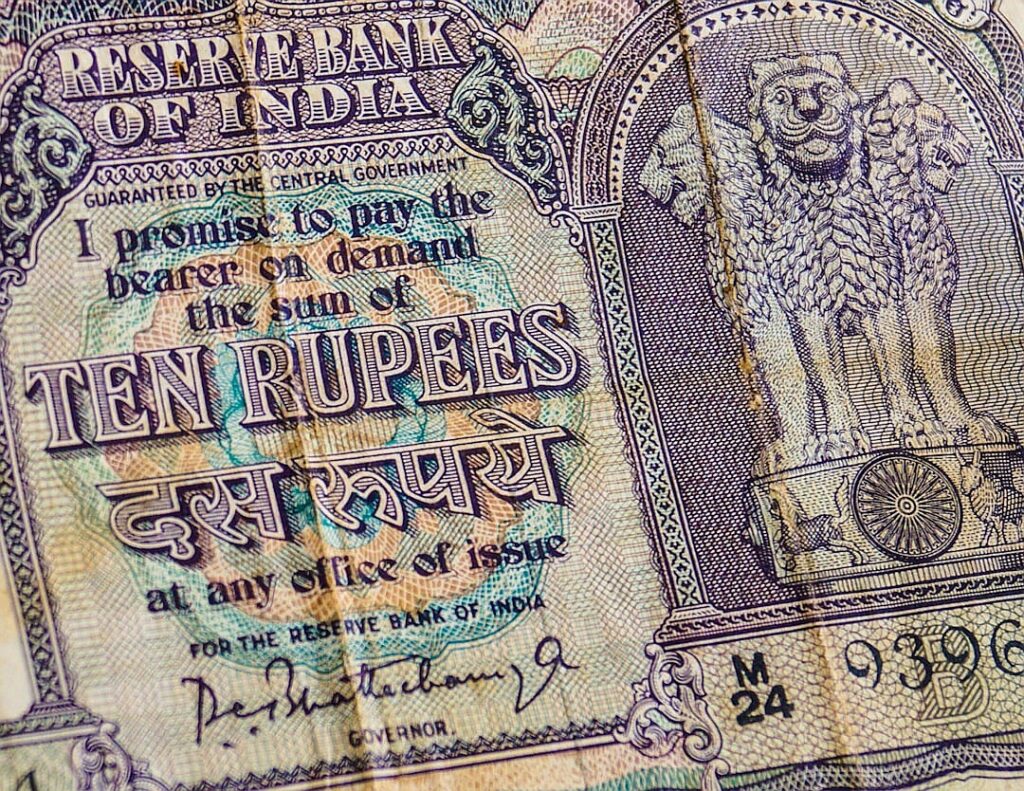 RESERVE BANK
OF INDIA
GUARANTEED BY THE CENTRAL GOVERNMENT
I promise to pay the
bearer on demand
the sum of
TEN RUPEES
दस रूपये
at any office of issue
FOR THE RESERVE BANK OF INDIA
P.C. Bhattacharyya
GOVERNOR.
M
24
9396
B